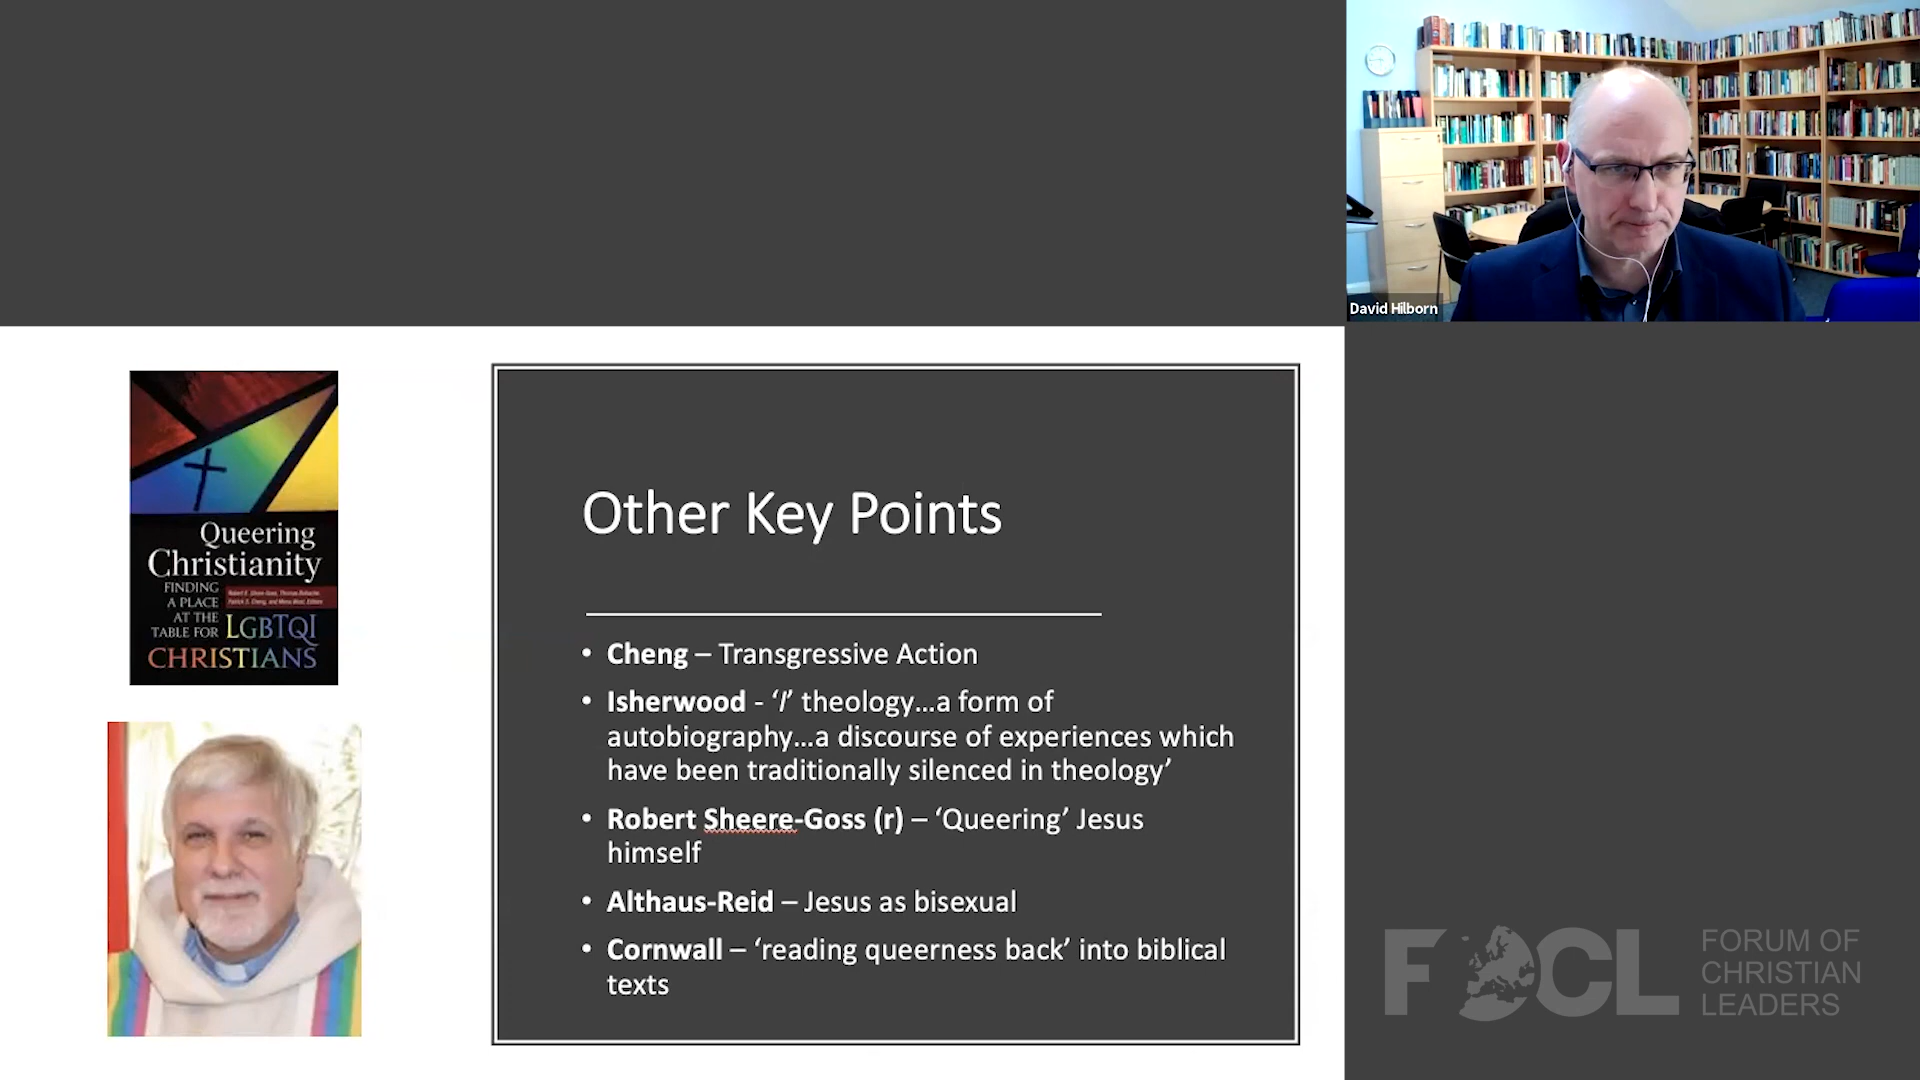 David Hilborn
Queering
Christianity
FINDING
A PLACE
AT THE
TABLE FOR
LGBTQI
CHRISTIANS
Other Key Points
• Cheng – Transgressive Action
• Isherwood - ‘I’ theology…a form of
autobiography…a discourse of experiences which
have been traditionally silenced in theology’
• Robert Sheere-Goss (r) – ‘Queering’ Jesus
himself
• Althaus-Reid – Jesus as bisexual
• Cornwall – ‘reading queerness back’ into biblical
texts
FOCL
FORUM OF
CHRISTIAN
LEADERS